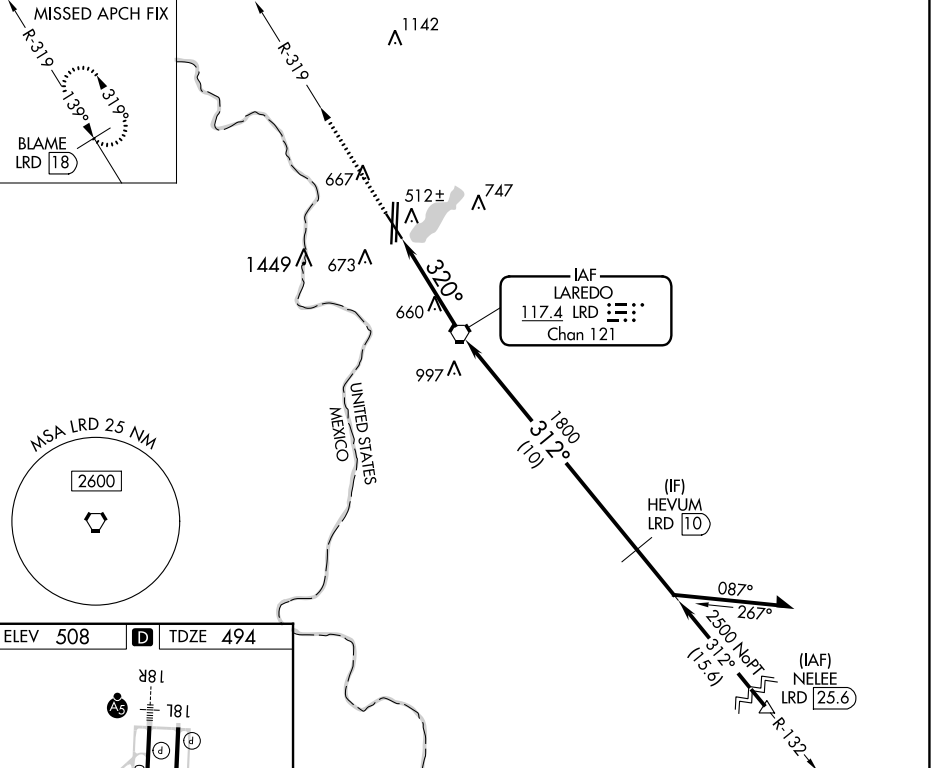 MISSED APCH FIX
R-319
139°
319°
BLAME
LRD 18
R-319
1142
667
512±
747
1449
673
320°
660
IAF
LAREDO
117.4 LRD
Chan 121
997
UNITED STATES
MEXICO
1800
312°
(10)
MSA LRD 25 NM
2600
(IF)
HEVUM
LRD 10
087°
267°
2500 NoPT
312°
(15.6)
(IAF)
NELEE
LRD 25.6
R-132
ELEV 508 D TDZE 494
18R
A5
18L
P
P